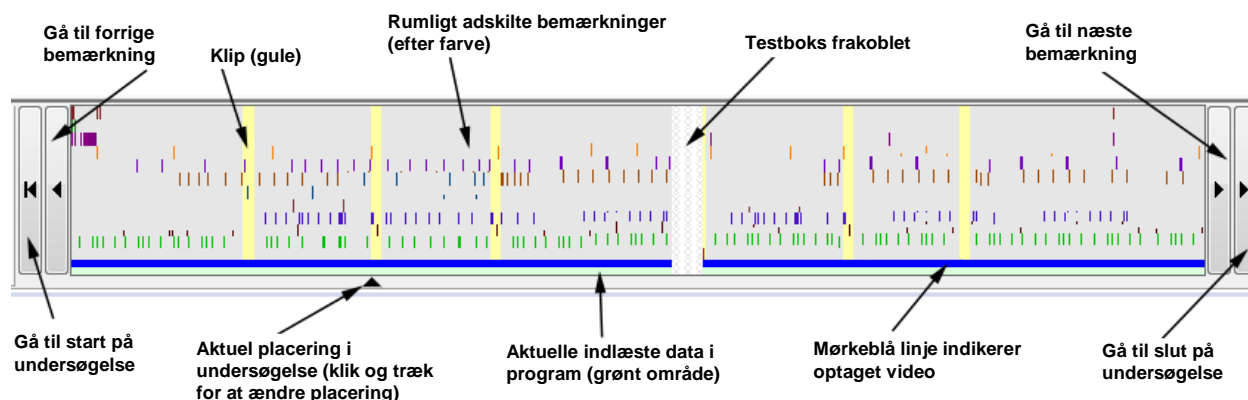 Gå til forrige
bemærkning
Klip (gule)
Rumligt adskilte bemærkninger
(efter farve)
Testboks frakoblet
Gå til næste
bemærkning
Gå til start på
undersøgelse
Aktuel placering i
undersøgelse (klik og træk
for at ændre placering)
Aktuelle indlæste data i
program (grønt område)
Mørkeblå linje indikerer
optaget video
Gå til slut på
undersøgelse